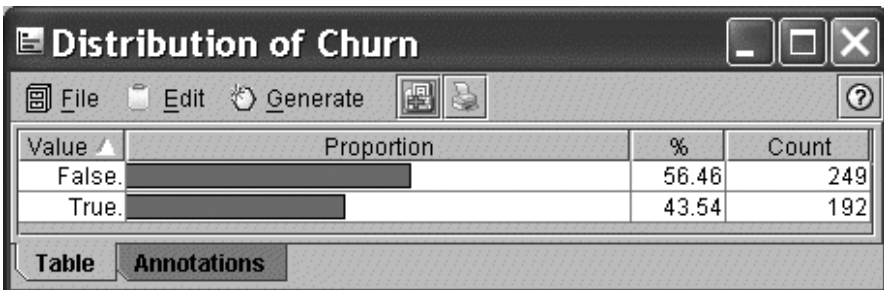 Distribution of Churn
File Edit Generate ?
Value Proportion % Count
False. 56.46 249
True. 43.54 192
Table Annotations